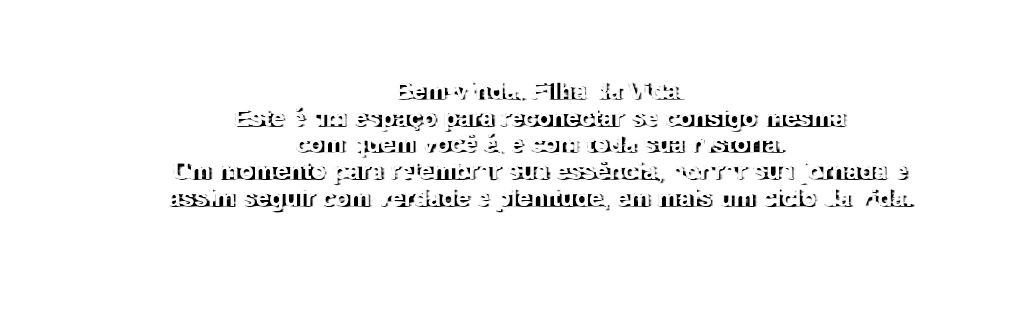 Bem-vinda, Filha da Vida.
Este é um espaço para reconectar se consigo mesma
com quem você é, e com toda sua história.
Um momento para relembrar sua essência, honrar sua jornada e
assim seguir com verdade e plenitude, em mais um ciclo da vida.